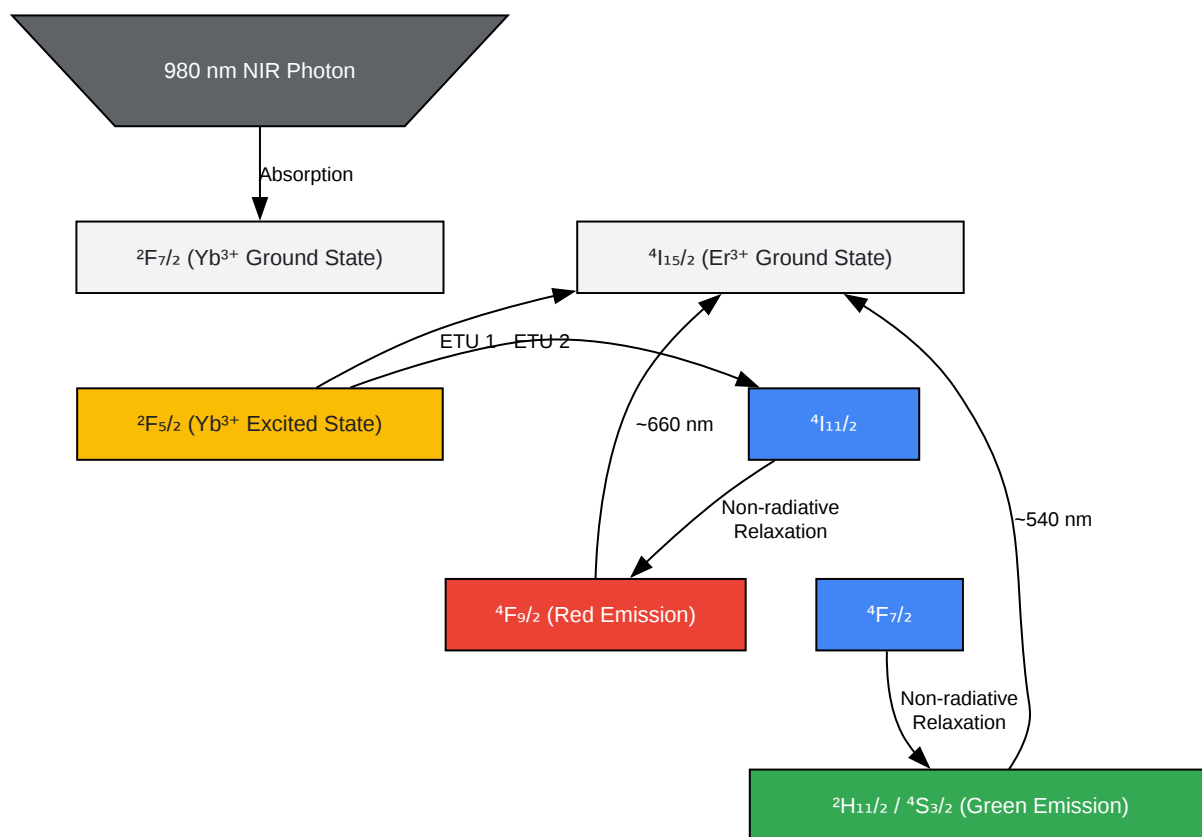 980 nm NIR Photon
Absorption
²F₇/₂ (Yb³⁺ Ground State)
⁴I₁₅/₂ (Er³⁺ Ground State)
ETU 1
ETU 2
²F₅/₂ (Yb³⁺ Excited State)
~660 nm
⁴I₁₁/₂
Non-radiative
Relaxation
~540 nm
⁴F₉/₂ (Red Emission)
⁴F₇/₂
Non-radiative
Relaxation
²H₁₁/₂ / ⁴S₃/₂ (Green Emission)